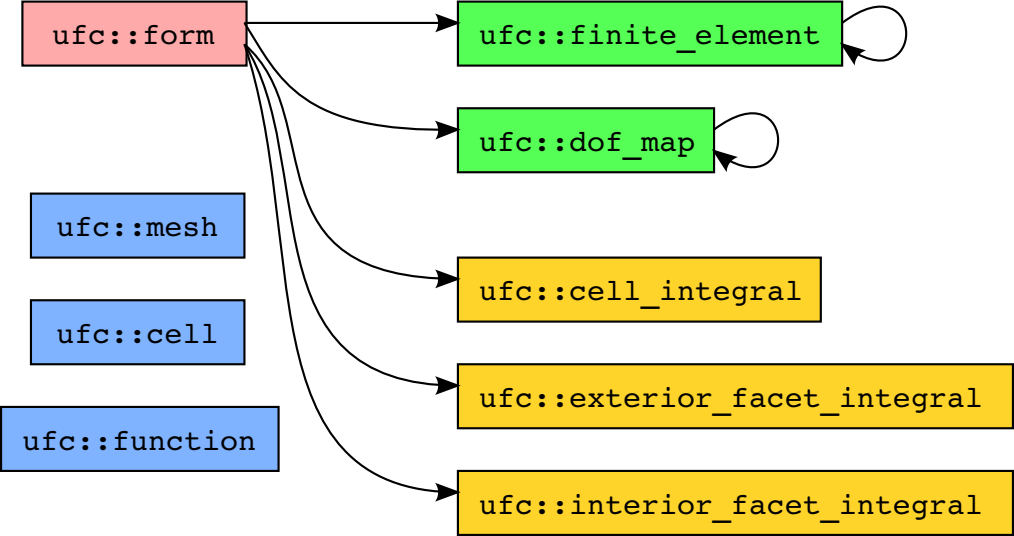 ufc::form
ufc::finite_element
ufc::dof_map
ufc::mesh
ufc::cell_integral
ufc::cell
ufc::exterior_facet_integral
ufc::function
ufc::interior_facet_integral